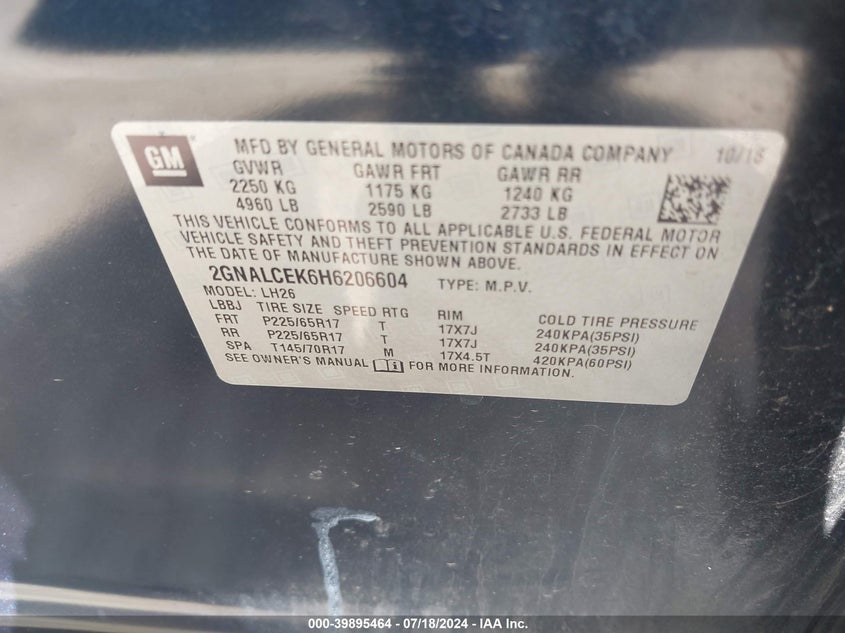 GM
MFD BY GENERAL MOTORS OF CANADA COMPANY 10/16
GVWR GAWR FRT GAWR RR
2250 KG 1175 KG 1240 KG
4960 LB 2590 LB 2733 LB
THIS VEHICLE CONFORMS TO ALL APPLICABLE U.S. FEDERAL MOTOR
VEHICLE SAFETY AND THEFT PREVENTION STANDARDS IN EFFECT ON
THE DATE OF MANUFACTURE SHOWN ABOVE.
2GNALCEK6H6206604 TYPE: M.P.V.
MODEL: LH26
LBBJ TIRE SIZE SPEED RTG RIM COLD TIRE PRESSURE
FRT P225/65R17 T 17X7J 240KPA(35PSI)
RR P225/65R17 T 17X7J 240KPA(35PSI)
SPA T145/70R17 M 17X4.5T 420KPA(60PSI)
SEE OWNER'S MANUAL FOR MORE INFORMATION.
000-39895464 - 07/18/2024 - IAA Inc.